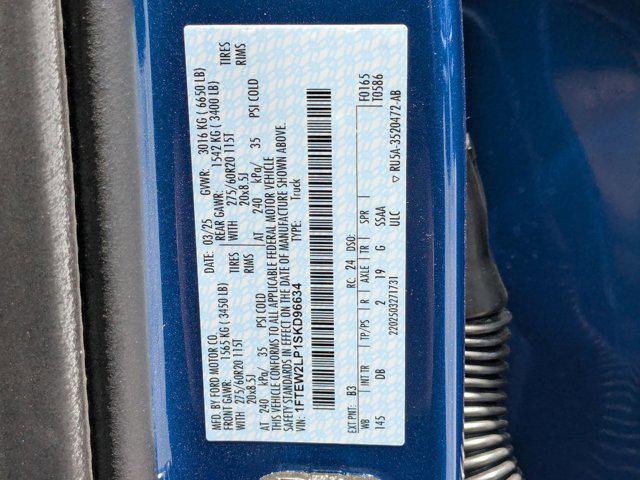 MFD. BY FORD MOTOR CO. DATE: 03/25 GVWR: 3016 KG ( 6650 LB)
FRONT GAWR: 1565 KG ( 3450 LB) REAR GAWR: 1542 KG ( 3400 LB)
WITH 275/60R20 115T TIRES WITH 275/60R20 115T TIRES
20x8.5J RIMS 20x8.5J RIMS
AT 240 kPa/ 35 PSI COLD AT 240 kPa/ 35 PSI COLD
THIS VEHICLE CONFORMS TO ALL APPLICABLE FEDERAL MOTOR VEHICLE
SAFETY STANDARDS IN EFFECT ON THE DATE OF MANUFACTURE SHOWN ABOVE.
VIN: 1FTEW2LP1SKD96634 TYPE: Truck
EXT PNT: B3 RC: 24 DSO: F0165
T0586
WB INT TR TP/PS R AXLE TR SPR
145 DB 2 19 G SSAA
ULC
2202503271731 ▽ RU5A-3520472-AB